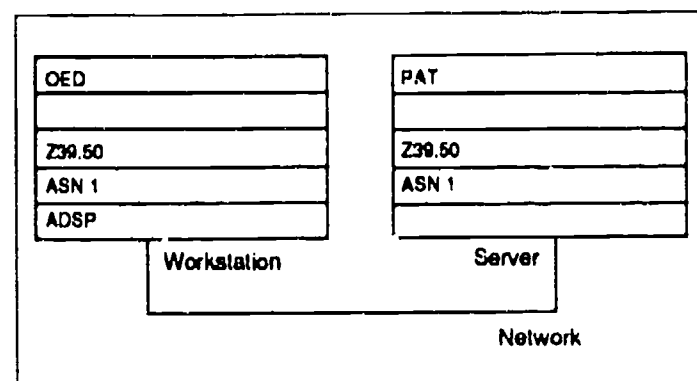 OED
Z39.50
ASN 1
ADSP
Workstation
PAT
Z39.50
ASN 1
Server
Network